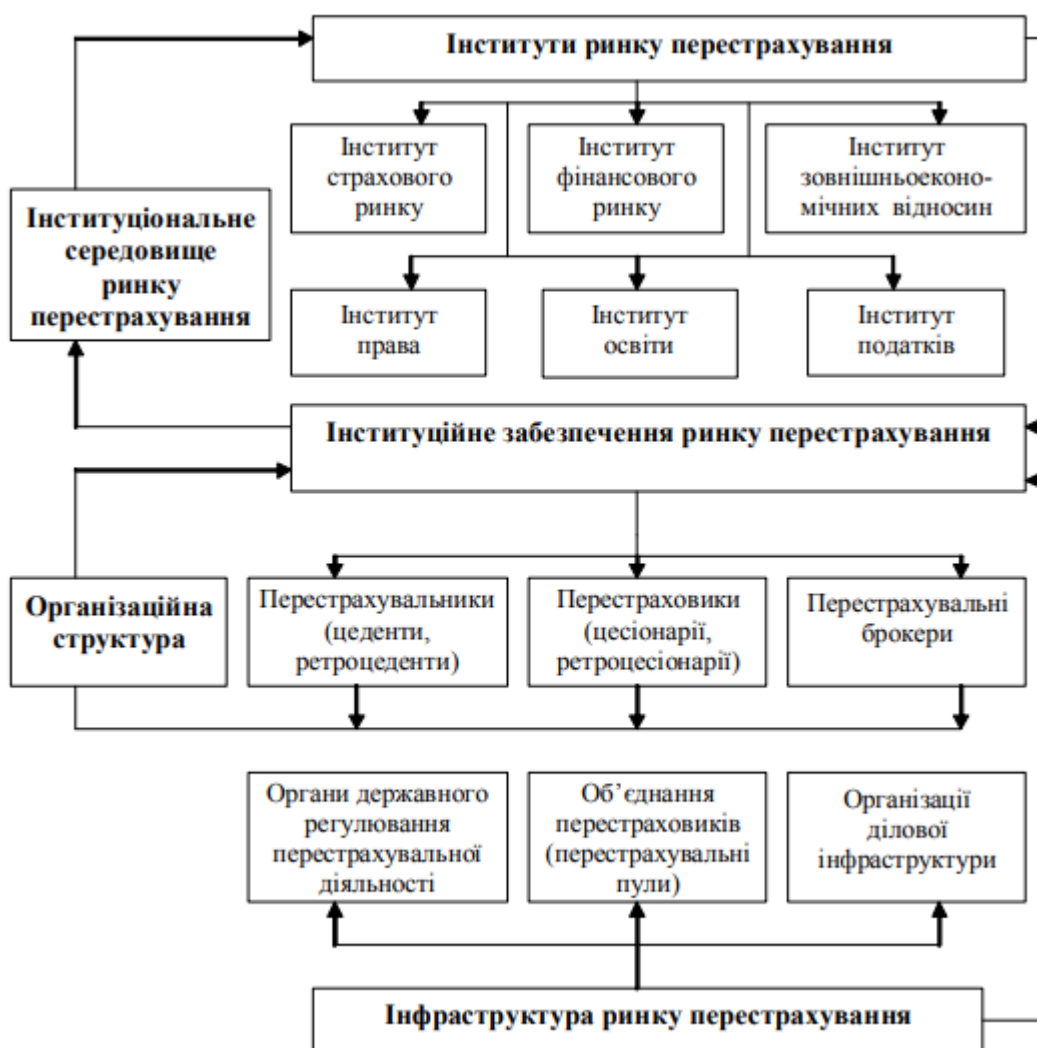 Інститути ринку перестрахування
Інститут
страхового
ринку
Інститут
фінансового
ринку
Інститут
зовнішньоеконо-
мічних відносин
Інституціональне
середовище
ринку
перестрахування
Інститут
права
Інститут
освіти
Інститут
податків
Інституційне забезпечення ринку перестрахування
Організаційна
структура
Перестрахувальники
(цеденти,
ретроцеденти)
Перестраховики
(цесіонарії,
ретроцесіонарії)
Перестрахувальні
брокери
Органи державного
регулювання
перестрахувальної
діяльності
Об’єднання
перестраховиків
(перестрахувальні
пули)
Організації
ділової
інфраструктури
Інфраструктура ринку перестрахування